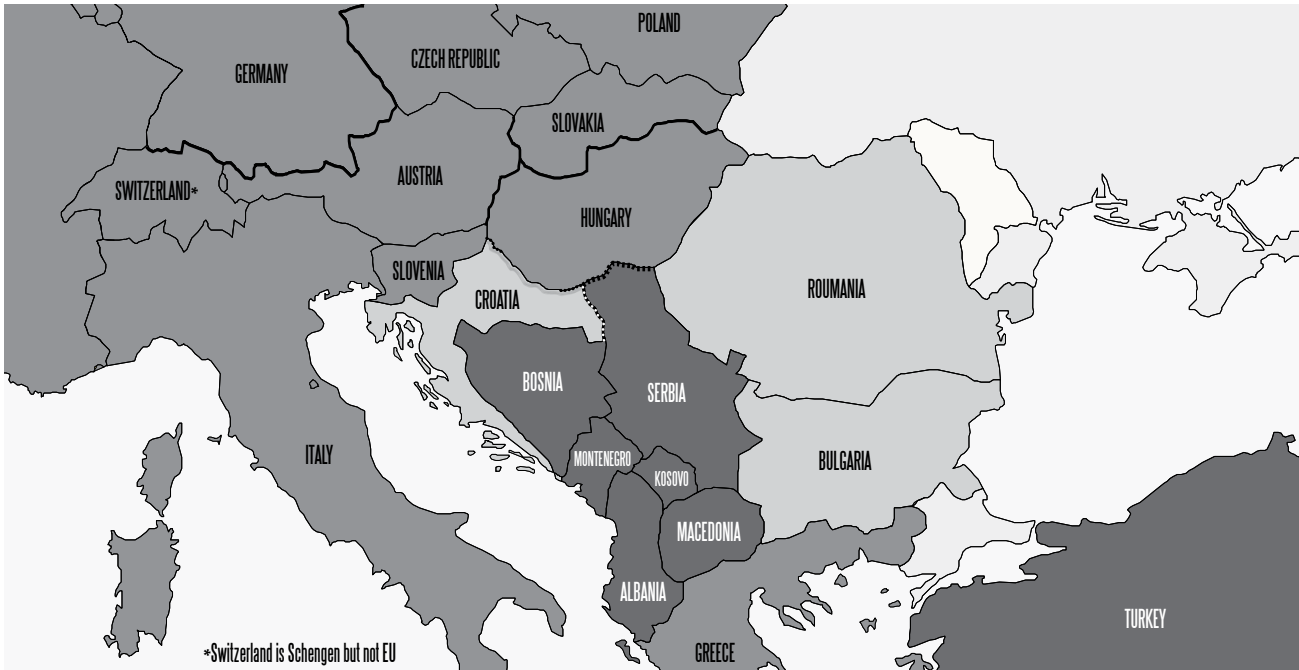 POLAND
CZECH REPUBLIC
GERMANY
SLOVAKIA
AUSTRIA
SWITZERLAND*
HUNGARY
SLOVENIA
CROATIA
ROUMANIA
BOSNIA
SERBIA
ITALY
MONTENEGRO
KOSOVO
BULGARIA
MACEDONIA
ALBANIA
TURKEY
GREECE
*Switzerland is Schengen but not EU